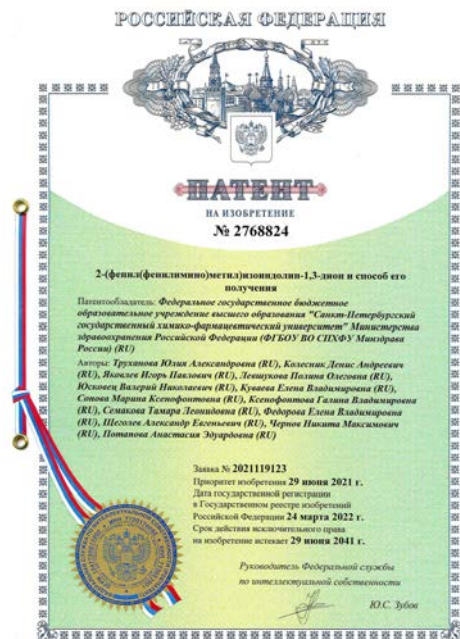 РОССИЙСКАЯ ФЕДЕРАЦИЯ
ПАТЕНТ
НА ИЗОБРЕТЕНИЕ
№ 2768824
2-(фенил(фенилимино)метил)изоиндолин-1,3-дион и способ его
получения
Патентообладатель: Федеральное государственное бюджетное
образовательное учреждение высшего образования "Санкт-Петербургский
государственный химико-фармацевтический университет" Министерства
здравоохранения Российской Федерации (ФГБОУ ВО СПХФУ Минздрава
России) (RU)
Авторы: Труханова Юлия Александровна (RU), Колесник Денис Андреевич
(RU), Яковлев Игорь Павлович (RU), Левшукова Полина Олеговна (RU),
Юсковец Валерий Николаевич (RU), Куваева Елена Владимировна (RU),
Сопова Марина Ксенофонтовна (RU), Ксенофонтова Галина Владимировна
(RU), Семакова Тамара Леонидовна (RU), Федорова Елена Владимировна
(RU), Щеголев Александр Евгеньевич (RU), Чернов Никита Максимович
(RU), Потапова Анастасия Эдуардовна (RU)
Заявка № 2021119123
Приоритет изобретения 29 июня 2021 г.
Дата государственной регистрации
в Государственном реестре изобретений
Российской Федерации 24 марта 2022 г.
Срок действия исключительного права
на изобретение истекает 29 июня 2041 г.
Руководитель Федеральной службы
по интеллектуальной собственности
Ю.С. Зубов